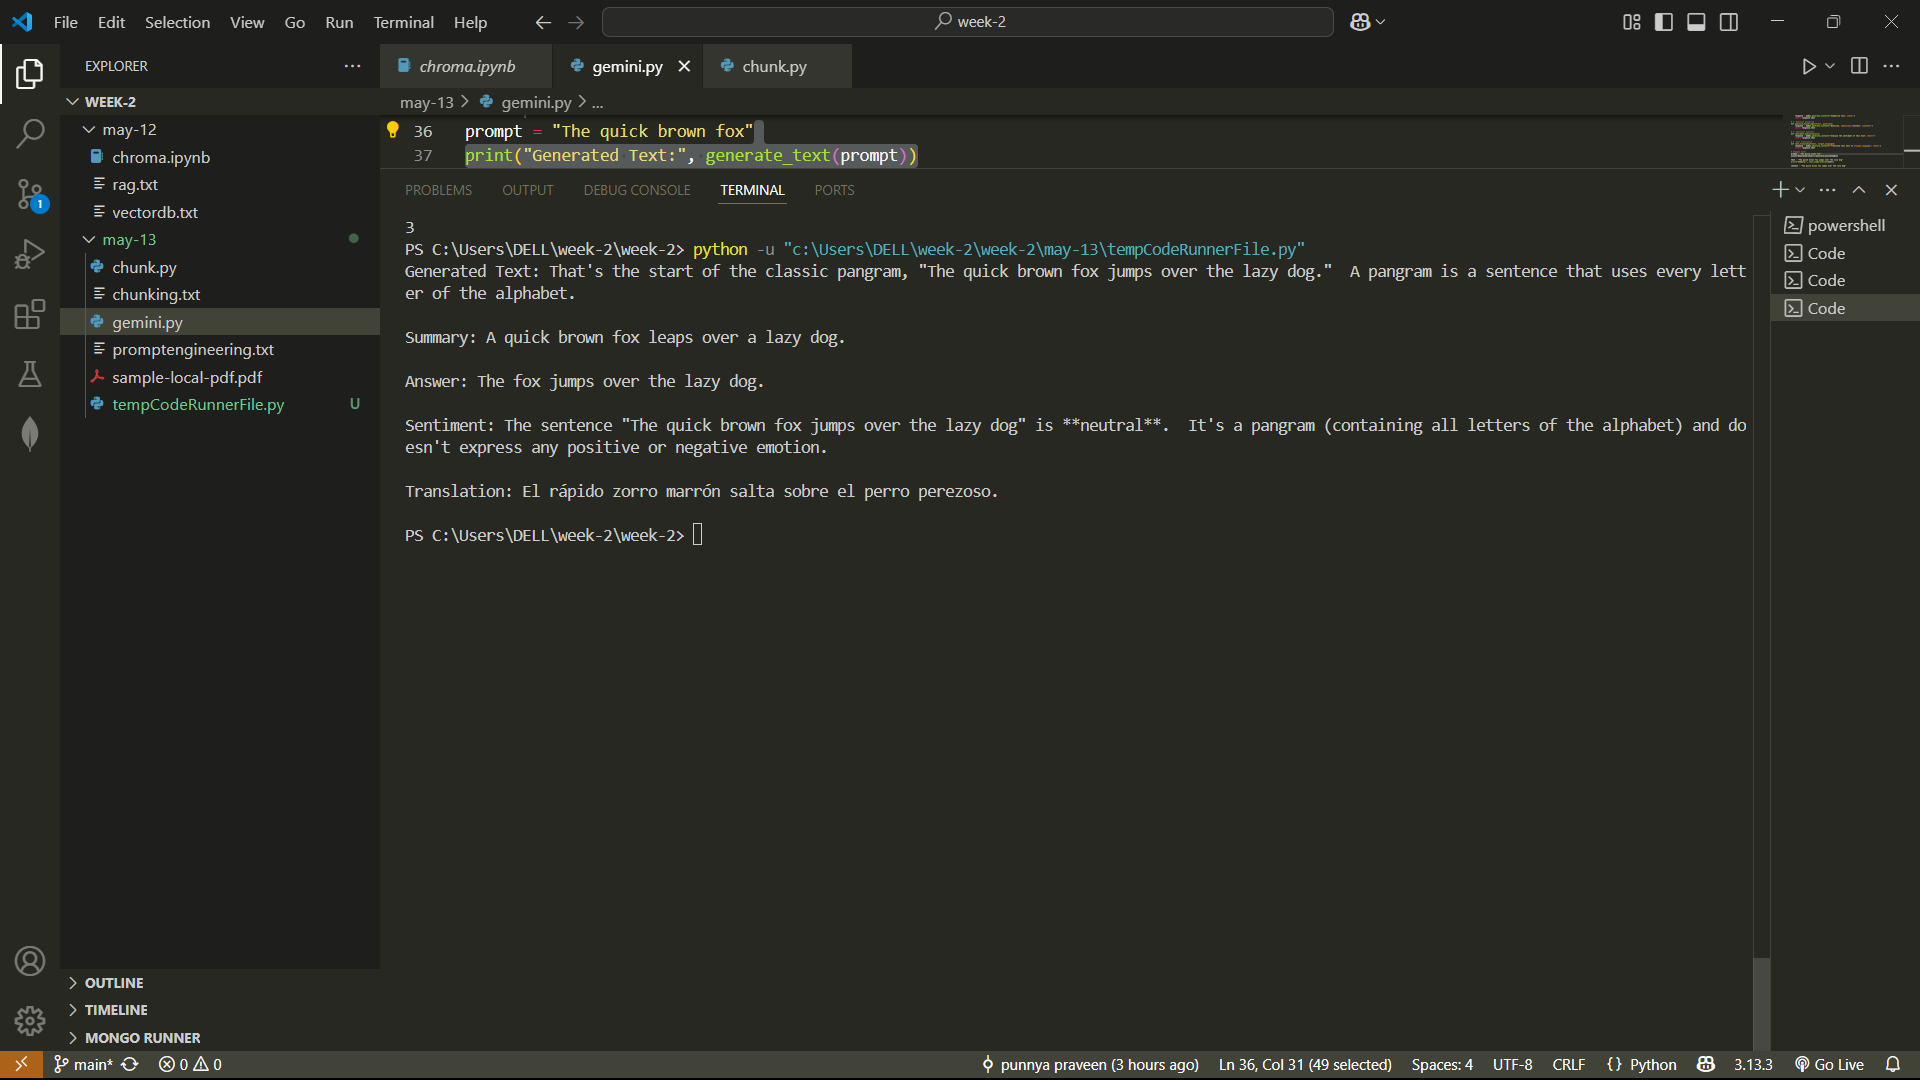 File Edit Selection View Go Run Terminal Help
week-2
EXPLORER
WEEK-2
may-12
chroma.ipynb
rag.txt
vectordb.txt
may-13
chunk.py
chunking.txt
gemini.py
promptengineering.txt
sample-local-pdf.pdf
tempCodeRunnerFile.py U
OUTLINE
TIMELINE
MONGO RUNNER
1
chroma.ipynb gemini.py chunk.py
may-13 > gemini.py > ...
36 prompt = "The quick brown fox"
37 print("Generated Text:", generate_text(prompt))
PROBLEMS OUTPUT DEBUG CONSOLE TERMINAL PORTS
3
PS C:\Users\DELL\week-2\week-2> python -u "c:\Users\DELL\week-2\week-2\may-13\tempCodeRunnerFile.py"
Generated Text: That's the start of the classic pangram, "The quick brown fox jumps over the lazy dog."  A pangram is a sentence that uses every lett
er of the alphabet.
Summary: A quick brown fox leaps over a lazy dog.
Answer: The fox jumps over the lazy dog.
Sentiment: The sentence "The quick brown fox jumps over the lazy dog" is **neutral**.  It's a pangram (containing all letters of the alphabet) and do
esn't express any positive or negative emotion.
Translation: El rápido zorro marrón salta sobre el perro perezoso.
PS C:\Users\DELL\week-2\week-2>
powershell
Code
Code
Code
main* 0 0 punnya praveen (3 hours ago) Ln 36, Col 31 (49 selected) Spaces: 4 UTF-8 CRLF {} Python 3.13.3 Go Live